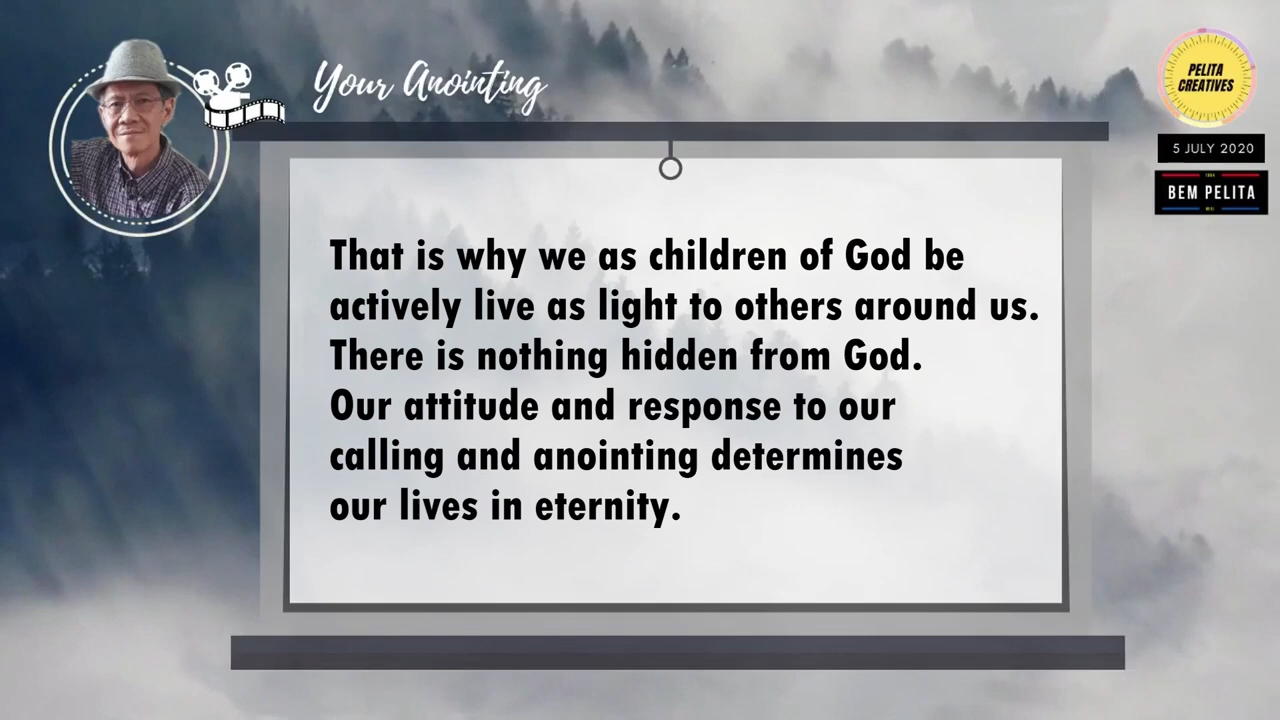 Your Anointing
PELITA
CREATIVES
5 JULY 2020
BEM PELITA
That is why we as children of God be
actively live as light to others around us.
There is nothing hidden from God.
Our attitude and response to our
calling and anointing determines
our lives in eternity.